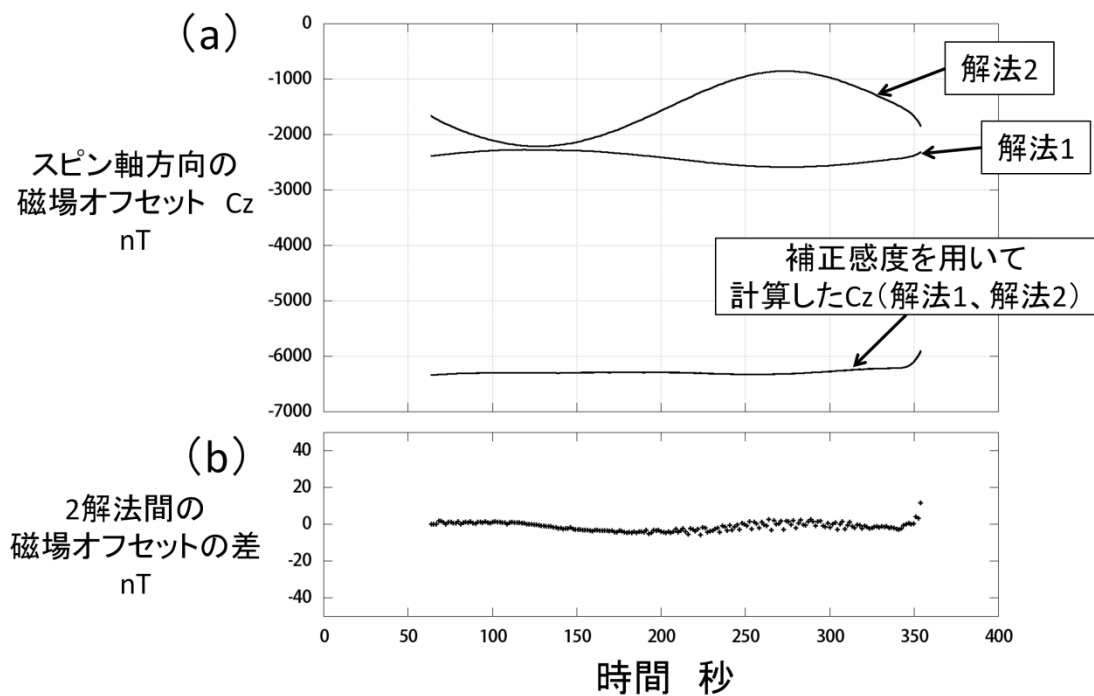 (a)
0
-1000
-2000
-3000
-4000
-5000
-6000
-7000
スピン軸方向の
磁場オフセット Cz
nT
解法2
解法1
補正感度を用いて
計算したCz(解法1、解法2)
(b)
40
20
0
-20
-40
2解法間の
磁場オフセットの差
nT
0 50 100 150 200 250 300 350 400
時間 秒